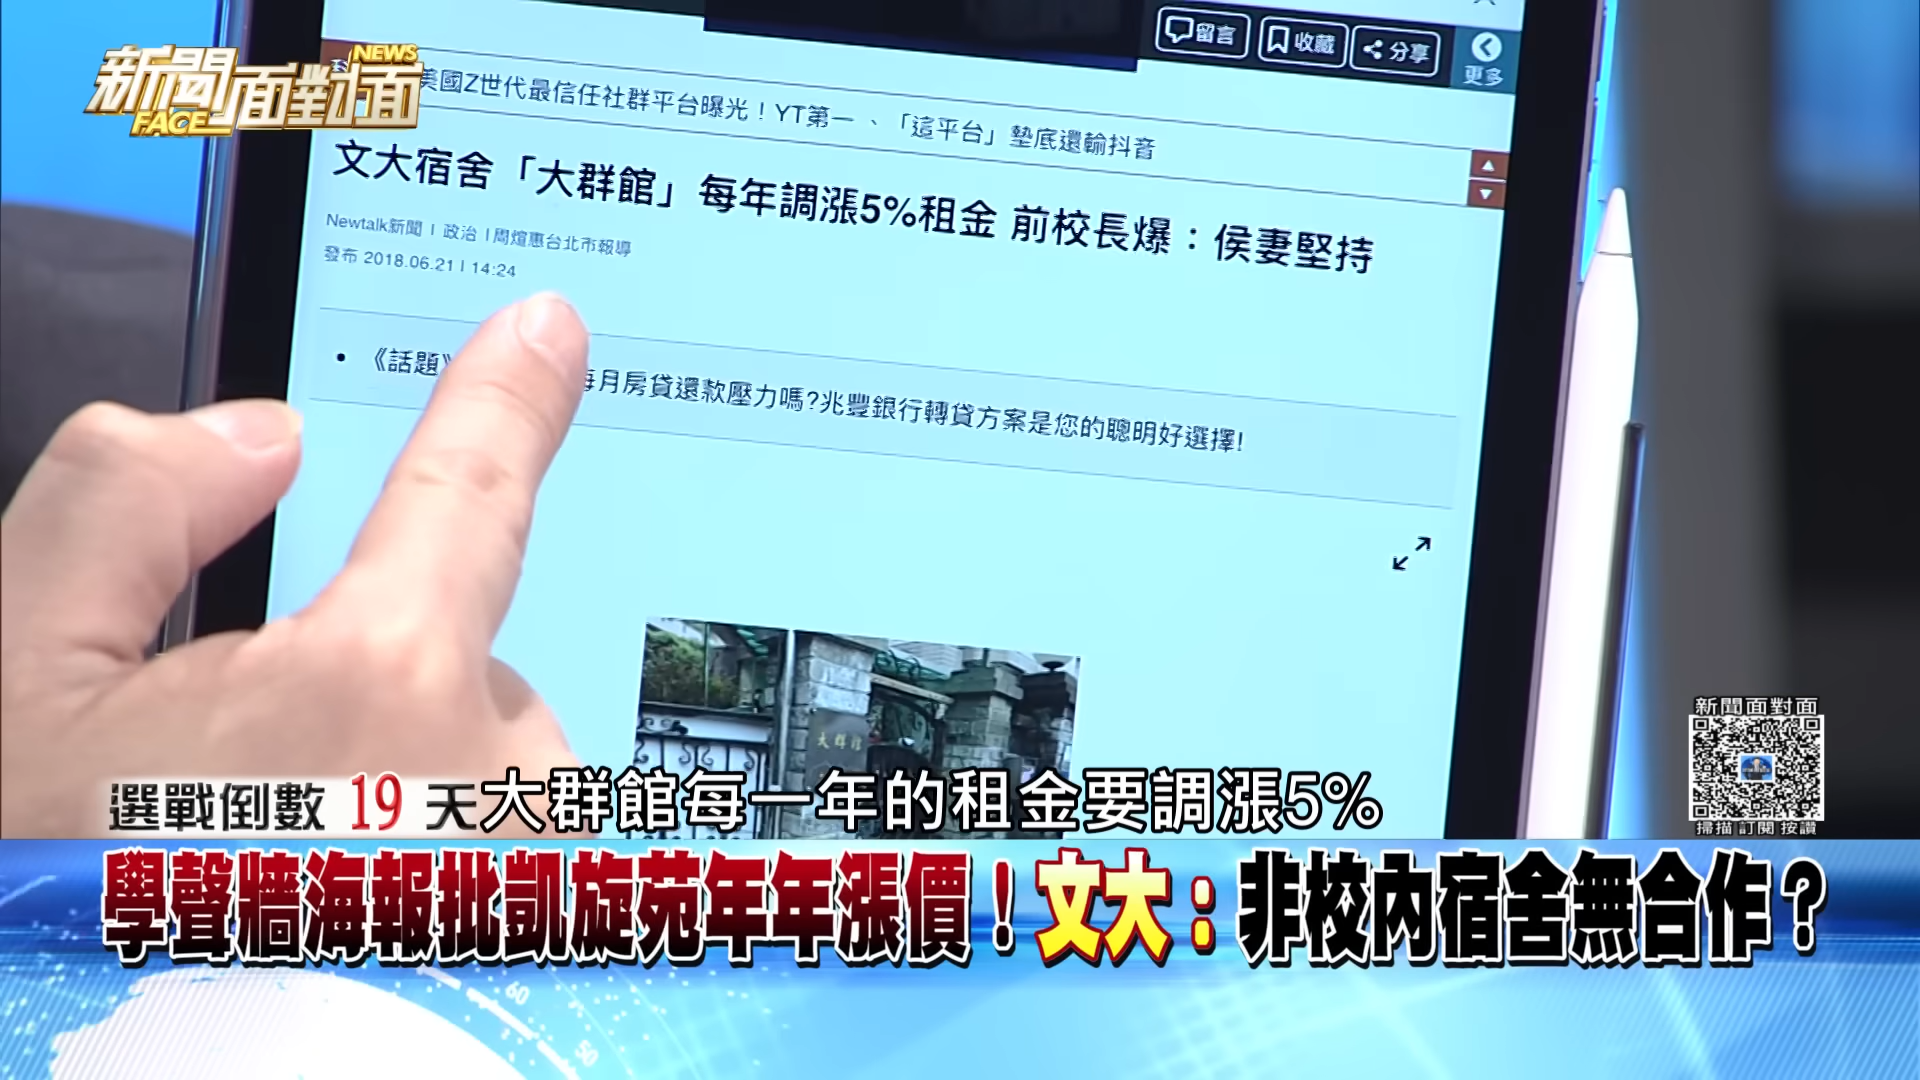 新聞面對面
NEWS
FACE
留言
收藏
分享
更多
美國Z世代最信任社群平台曝光！YT第一、「這平台」墊底還輸抖音
文大宿舍「大群館」每年調漲5%租金 前校長爆：侯妻堅持
Newtalk新聞 | 政治 | 周煊惠台北市報導
發布 2018.06.21 | 14:24
《話題》 每月房貸還款壓力嗎?兆豐銀行轉貸方案是您的聰明好選擇!
大群館
新聞面對面
掃描 訂閱 按讚
選戰倒數 19 天
大群館每一年的租金要調漲5%
學聲牆海報批凱旋苑年年漲價！文大：非校內宿舍無合作？
60
50